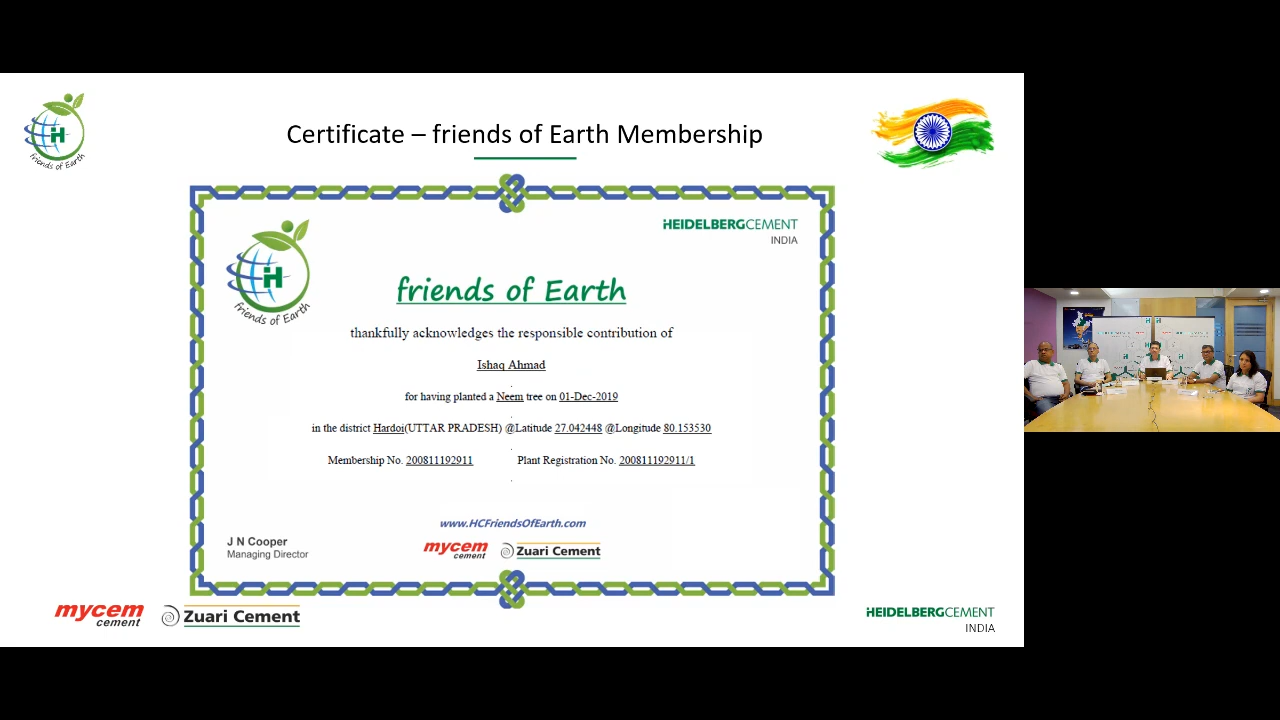 friends of Earth
Certificate – friends of Earth Membership
HEIDELBERGCEMENT
INDIA
friends of Earth
friends of Earth
thankfully acknowledges the responsible contribution of
Ishaq Ahmad
for having planted a Neem tree on 01-Dec-2019
in the district Hardoi(UTTAR PRADESH) @Latitude 27.042448 @Longitude 80.153530
Membership No. 200811192911 Plant Registration No. 200811192911/1
www.HCFriendsOfEarth.com
J N Cooper
Managing Director
mycem
cement
Zuari Cement
mycem
cement
Zuari Cement
HEIDELBERGCEMENT
INDIA